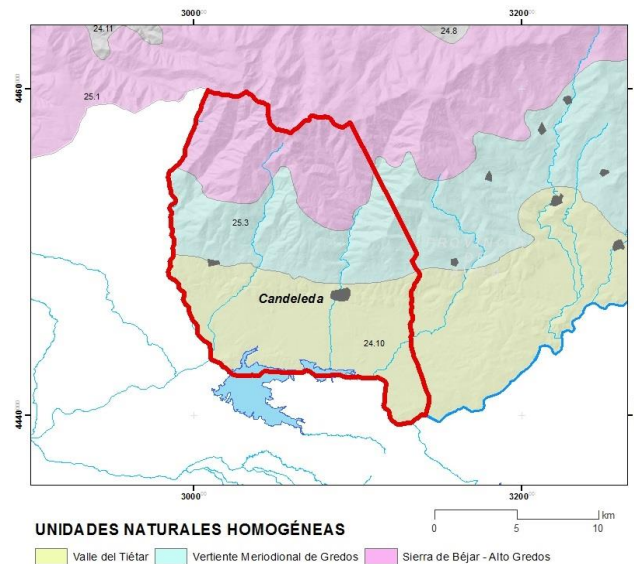 3000
3200
24.11
24.8
4460
25.1
25.3
Candeleda
24.10
4440
3000
3200
UNIDADES NATURALES HOMOGÉNEAS
0 5 10 km
Valle del Tiétar
Vertiente Meriodional de Gredos
Sierra de Béjar - Alto Gredos